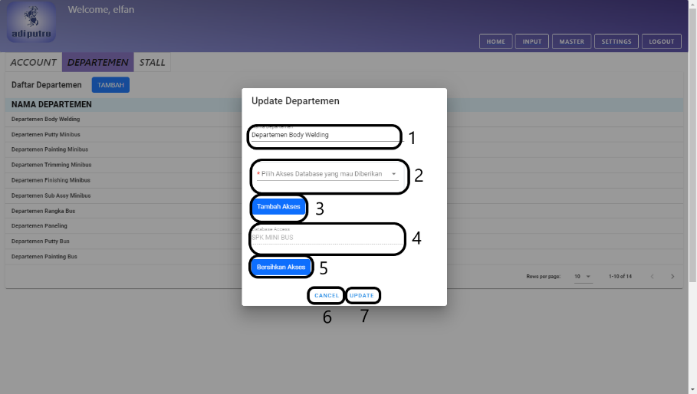 Welcome, elfan
adiputro
HOME INPUT MASTER SETTINGS LOGOUT
ACCOUNT DEPARTEMEN STALL
Daftar Departemen TAMBAH
NAMA DEPARTEMEN
Departemen Body Welding
Departemen Putty Minibus
Departemen Painting Minibus
Departemen Trimming Minibus
Departemen Finishing Minibus
Departemen Sub Assy Minibus
Departemen Rangka Bus
Departemen Paneling
Departemen Putty Bus
Departemen Painting Bus
Rows per page: 10 1-10 of 14
Update Departemen
Departemen Body Welding 1
* Pilih Akses Database yang mau Diberikan 2
Tambah Akses 3
Database Access
SPK MINI BUS 4
Bersihkan Akses 5
CANCEL UPDATE
6 7